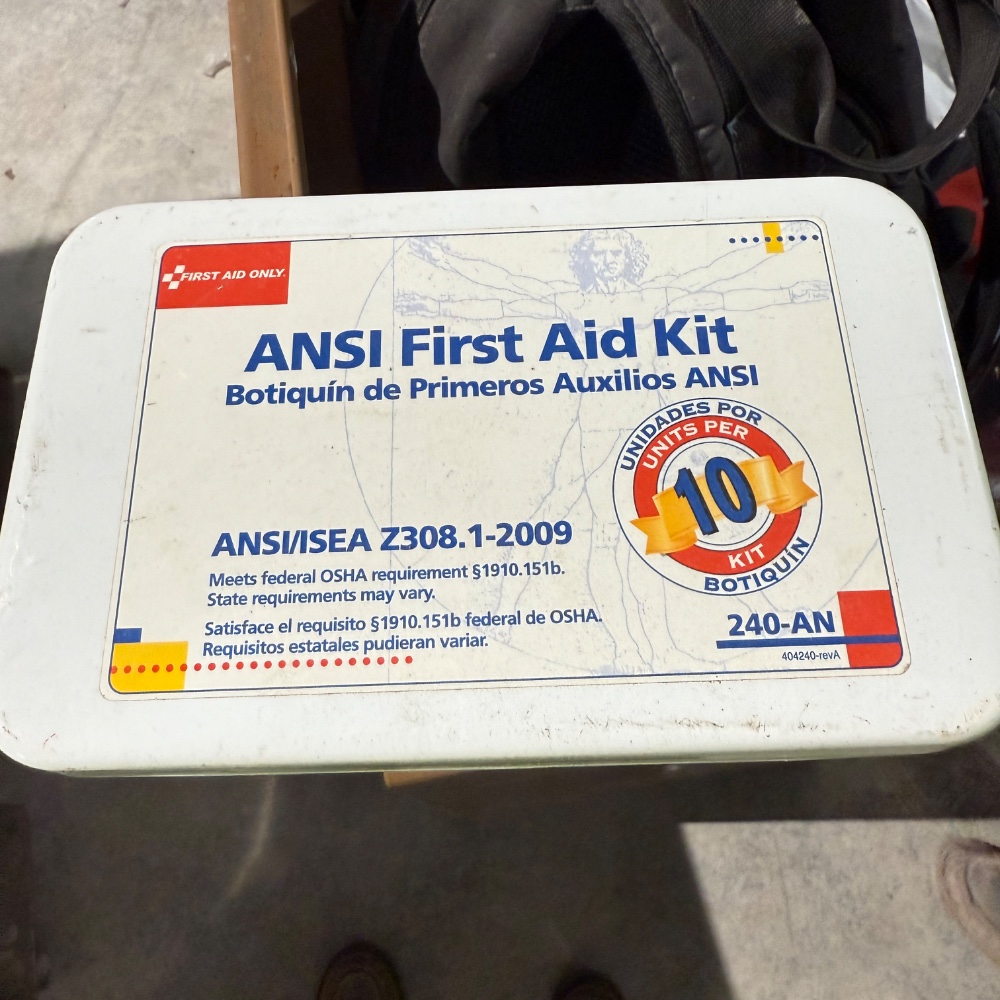 FIRST AID ONLY.
ANSI First Aid Kit
Botiquín de Primeros Auxilios ANSI
UNIDADES POR
UNITS PER
10
KIT
BOTIQUÍN
ANSI/ISEA Z308.1-2009
Meets federal OSHA requirement §1910.151b.
State requirements may vary.
Satisface el requisito §1910.151b federal de OSHA.
Requisitos estatales pudieran variar.
240-AN
404240-revA